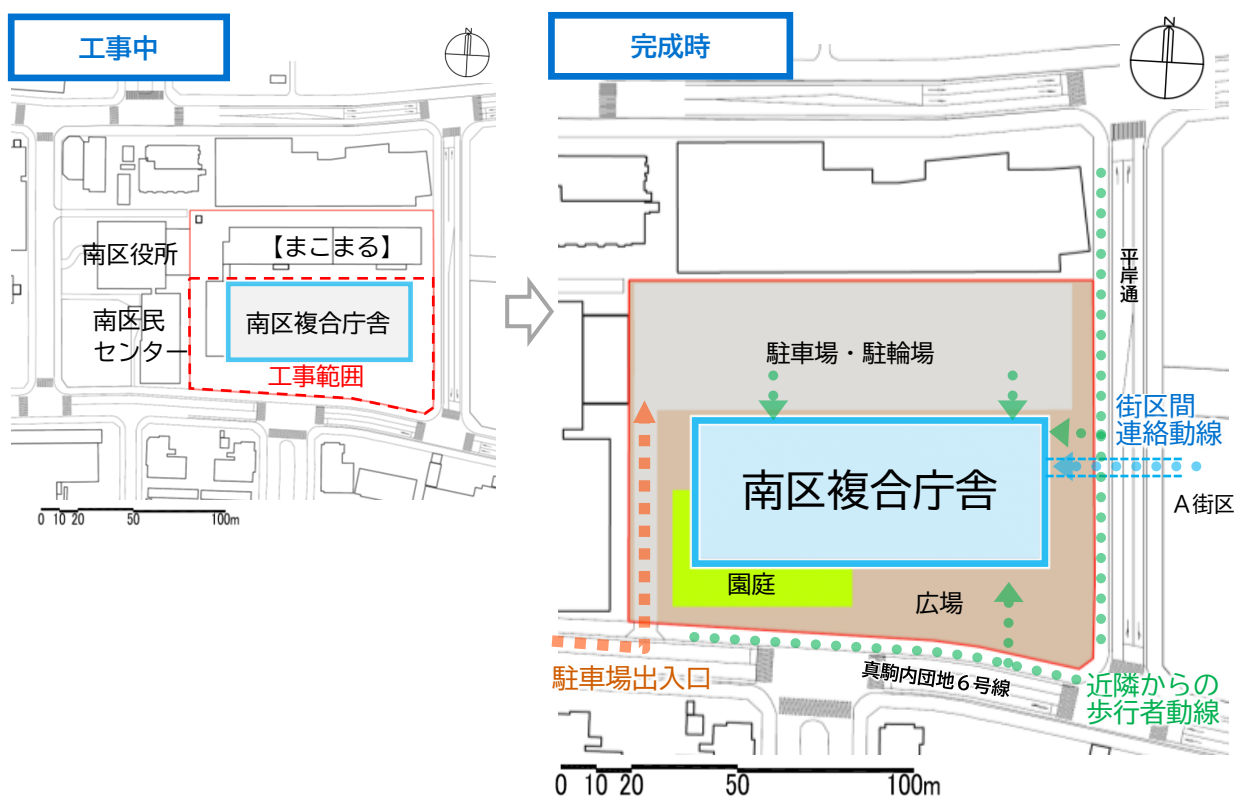 工事中
N
南区役所
【まこまる】
南区民
センター
南区複合庁舎
工事範囲
0 10 20 50 100m
完成時
N
平岸通
駐車場・駐輪場
街区間
連絡動線
南区複合庁舎
A街区
園庭
広場
駐車場出入口
真駒内団地6号線
近隣からの
歩行者動線
0 10 20 50 100m